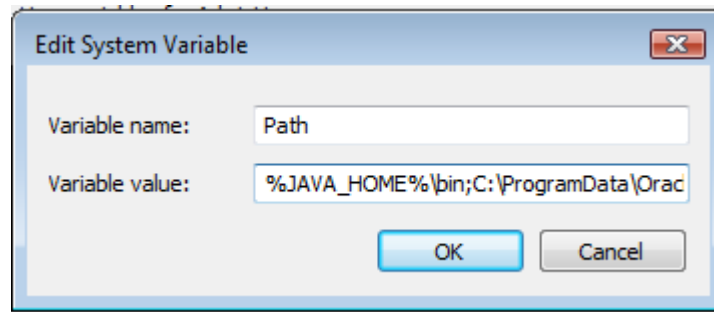 Edit System Variable
Variable name: Path
Variable value: %JAVA_HOME%\bin;C:\ProgramData\Orac
OK Cancel